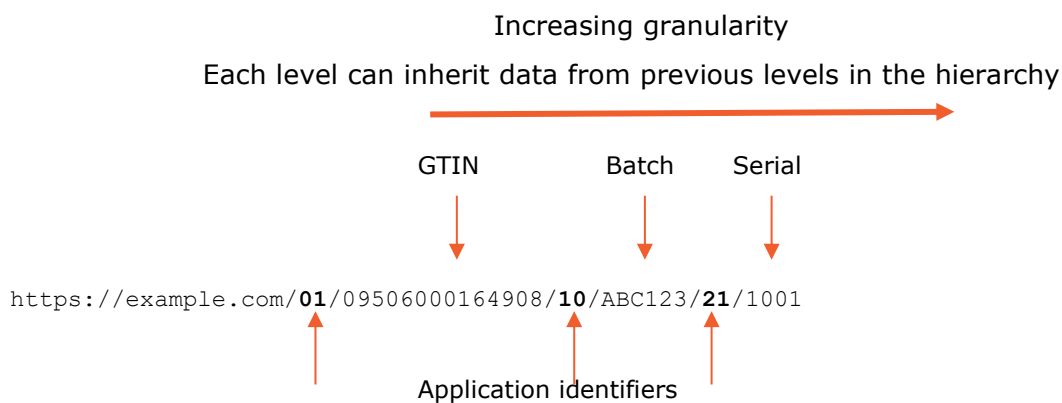 Increasing granularity
Each level can inherit data from previous levels in the hierarchy
GTIN Batch Serial
https://example.com/01/09506000164908/10/ABC123/21/1001
Application identifiers